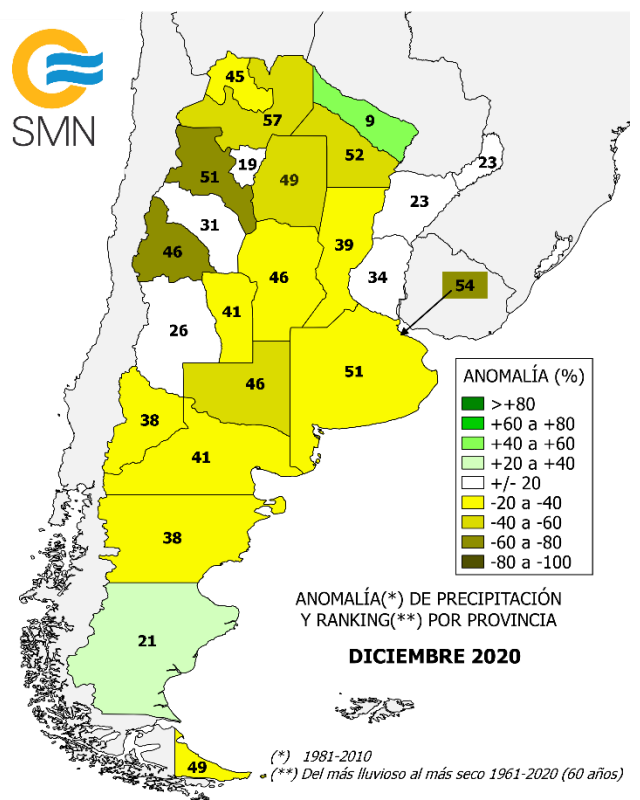 SMN
45
57
9
52
19
51
49
23
23
31
39
46
34
46
41
54
26
51
46
38
41
38
21
49
ANOMALÍA (%)
>+80
+60 a +80
+40 a +60
+20 a +40
+/- 20
-20 a -40
-40 a -60
-60 a -80
-80 a -100
ANOMALÍA(*) DE PRECIPITACIÓN
Y RANKING(**) POR PROVINCIA
DICIEMBRE 2020
(*) 1981-2010
(**) Del más lluvioso al más seco 1961-2020 (60 años)